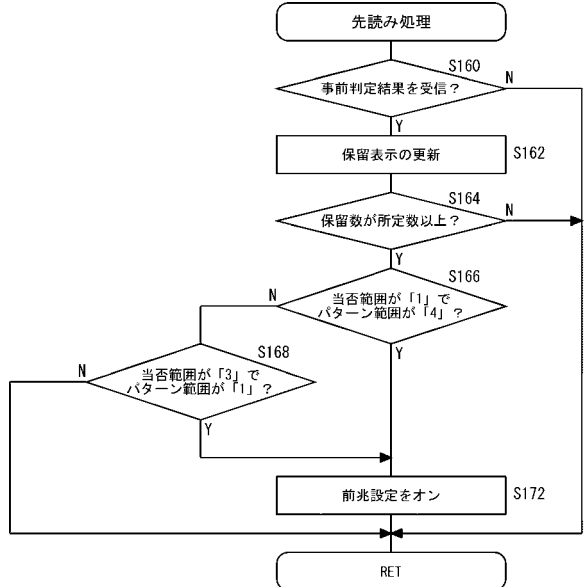 先読み処理
S160
事前判定結果を受信？
N
Y
保留表示の更新
S162
S164
保留数が所定数以上？
N
Y
S166
当否範囲が「1」で
パターン範囲が「4」？
N
Y
S168
当否範囲が「3」で
パターン範囲が「1」？
N
Y
前兆設定をオン
S172
RET